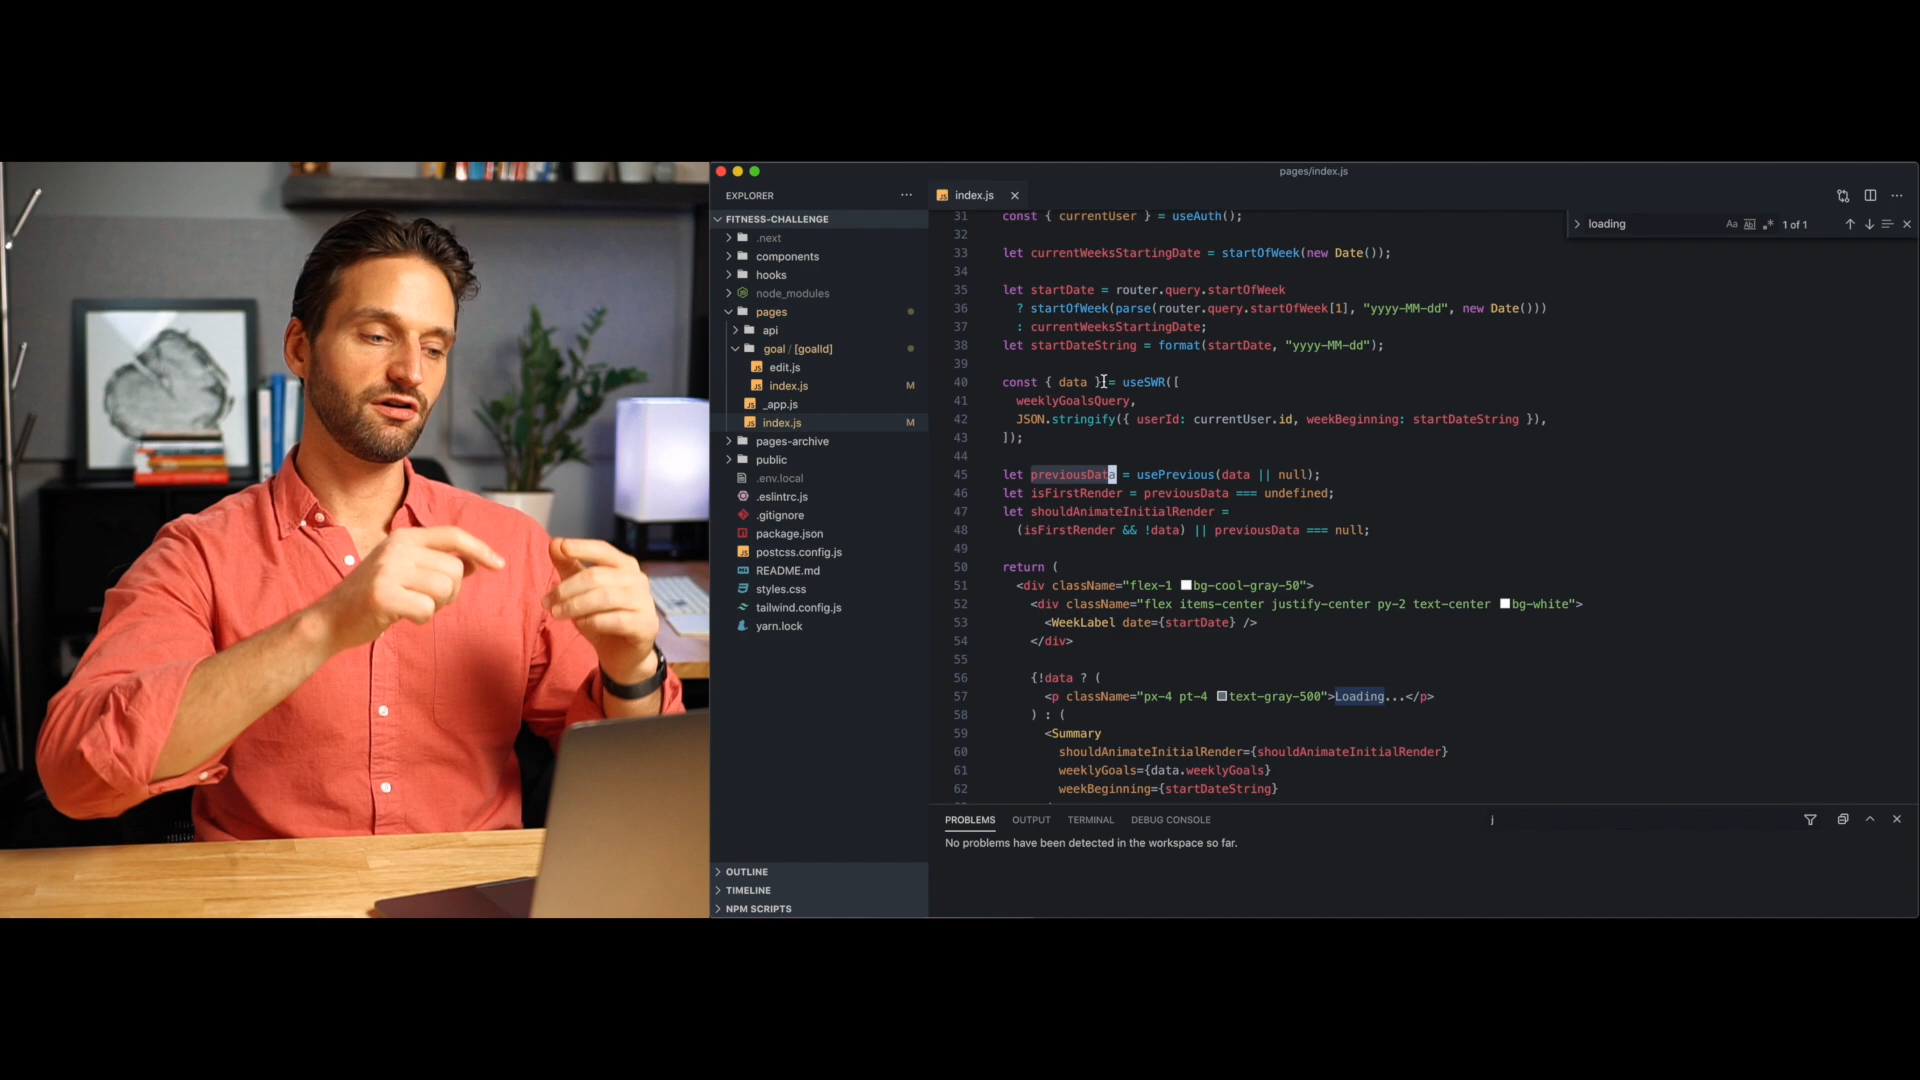 pages/index.js
EXPLORER
FITNESS-CHALLENGE
.next
components
hooks
node_modules
pages
api
goal / [goalId]
edit.js
index.js M
_app.js
index.js M
pages-archive
public
.env.local
.eslintrc.js
.gitignore
package.json
postcss.config.js
README.md
styles.css
tailwind.config.js
yarn.lock
OUTLINE
TIMELINE
NPM SCRIPTS
index.js
loading
1 of 1
31 const { currentUser } = useAuth();
32
33 let currentWeeksStartingDate = startOfWeek(new Date());
34
35 let startDate = router.query.startOfWeek
36 ? startOfWeek(parse(router.query.startOfWeek[1], "yyyy-MM-dd", new Date()))
37 : currentWeeksStartingDate;
38 let startDateString = format(startDate, "yyyy-MM-dd");
39
40 const { data } = useSWR([
41 weeklyGoalsQuery,
42 JSON.stringify({ userId: currentUser.id, weekBeginning: startDateString }),
43 ]);
44
45 let previousData = usePrevious(data || null);
46 let isFirstRender = previousData === undefined;
47 let shouldAnimateInitialRender =
48 (isFirstRender && !data) || previousData === null;
49
50 return (
51 <div className="flex-1 bg-cool-gray-50">
52 <div className="flex items-center justify-center py-2 text-center bg-white">
53 <WeekLabel date={startDate} />
54 </div>
55
56 {!data ? (
57 <p className="px-4 pt-4 text-gray-500">Loading...</p>
58 ) : (
59 <Summary
60 shouldAnimateInitialRender={shouldAnimateInitialRender}
61 weeklyGoals={data.weeklyGoals}
62 weekBeginning={startDateString}
PROBLEMS OUTPUT TERMINAL DEBUG CONSOLE
j
No problems have been detected in the workspace so far.